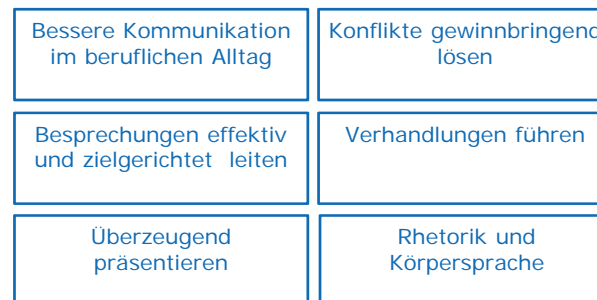 Bessere Kommunikation
im beruflichen Alltag
Konflikte gewinnbringend
lösen
Besprechungen effektiv
und zielgerichtet leiten
Verhandlungen führen
Überzeugend
präsentieren
Rhetorik und
Körpersprache